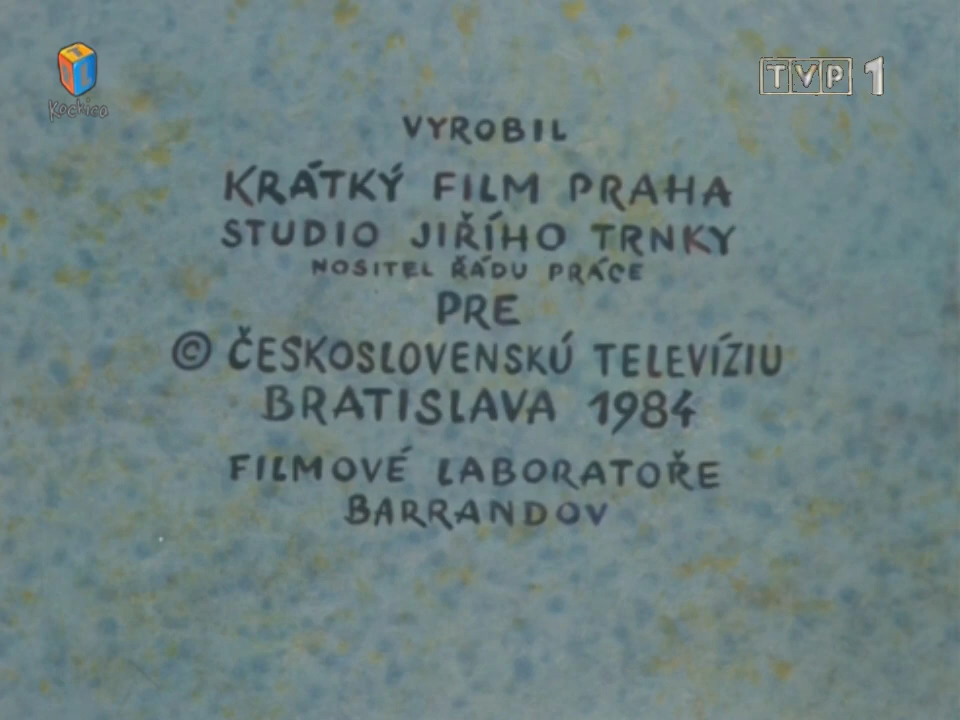 Kockica
TVP 1
VYROBIL
KRÁTKÝ FILM PRAHA
STUDIO JIŘÍHO TRNKY
NOSITEL ŘÁDU PRÁCE
PRE
© ČESKOSLOVENSKÚ TELEVÍZIU
BRATISLAVA 1984
FILMOVÉ LABORATOŘE
BARRANDOV